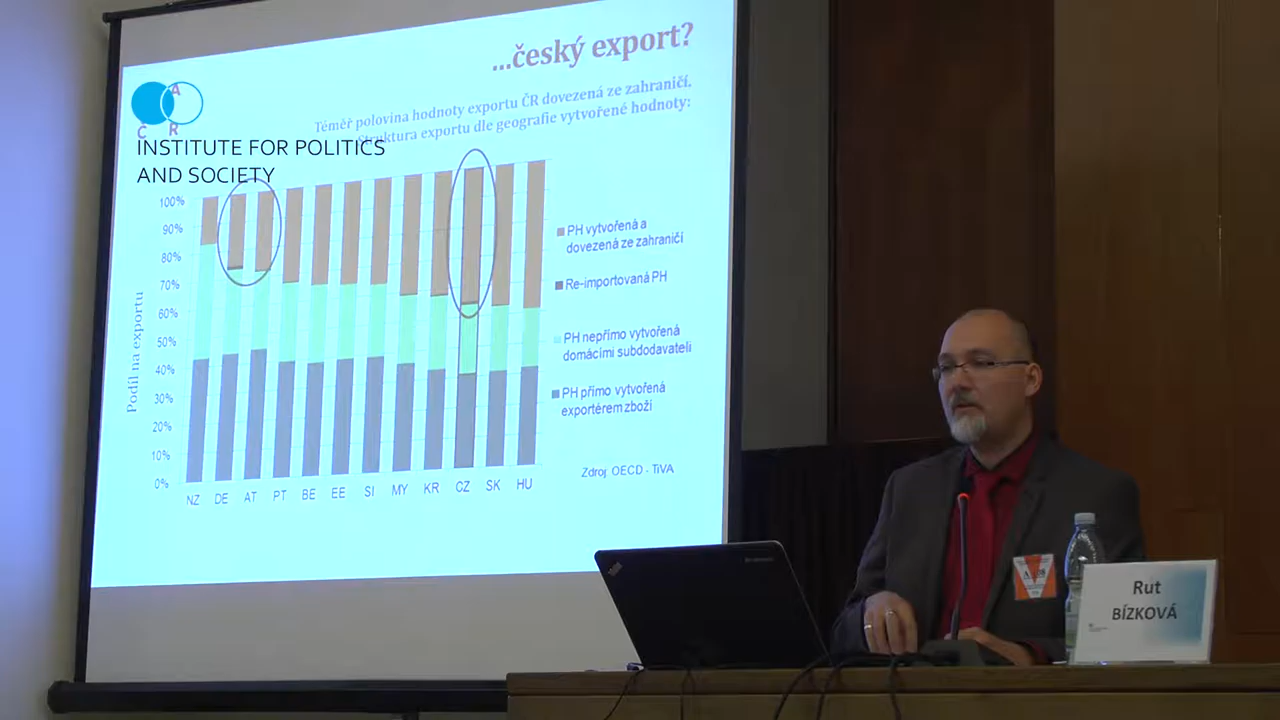 ...český export?
Téměř polovina hodnoty exportu ČR dovezená ze zahraničí.
Struktura exportu dle geografie vytvořené hodnoty:
A
Č R
INSTITUTE FOR POLITICS
AND SOCIETY
100%
90%
80%
70%
60%
50%
40%
30%
20%
10%
0%
Podíl na exportu
NZ DE AT PT BE EE SI MY KR CZ SK HU
PH vytvořená a
dovezená ze zahraničí
Re-importovaná PH
PH nepřímo vytvořená
domácími subdodavateli
PH přímo vytvořená
exportérem zboží
Zdroj: OECD - TiVA
Rut
BÍZKOVÁ